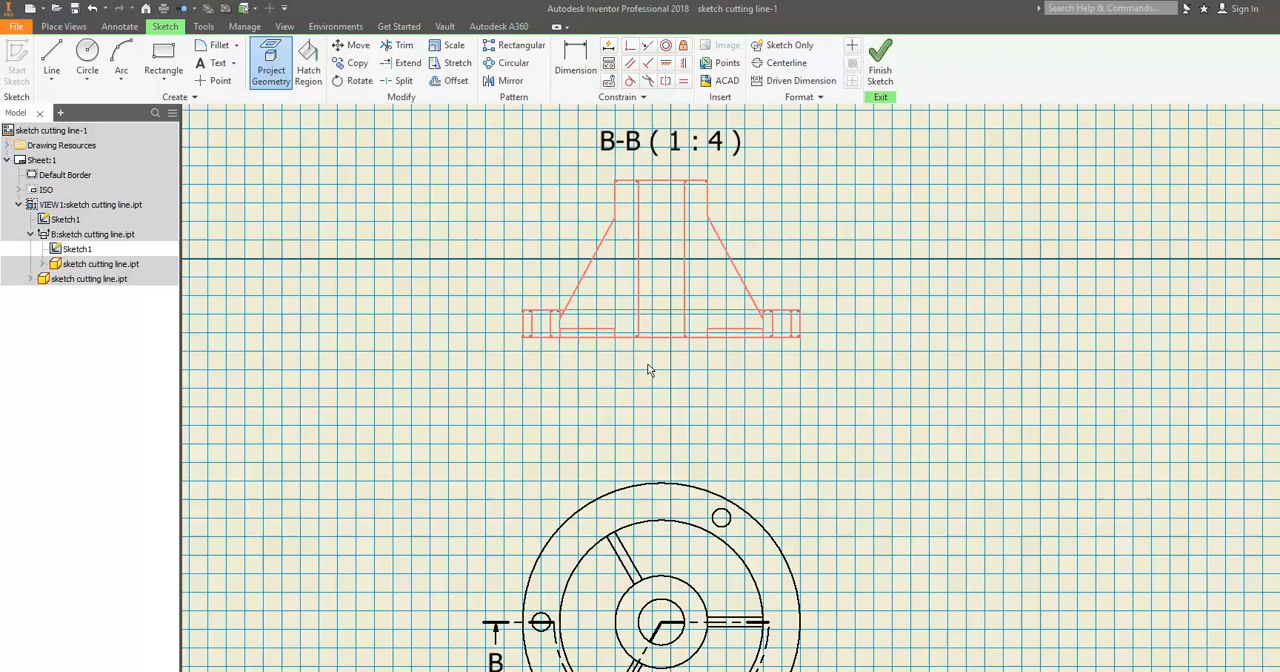 Autodesk Inventor Professional 2018 sketch cutting line-1
Search Help & Commands...
Sign In
File Place Views Annotate Sketch Tools Manage View Environments Get Started Vault Autodesk A360
Start Sketch
Line
Circle
Arc
Rectangle
Fillet
Text
Point
Project Geometry
Hatch Region
Move
Copy
Rotate
Trim
Extend
Split
Scale
Stretch
Offset
Rectangular
Circular
Mirror
Dimension
Image
Points
ACAD
Sketch Only
Centerline
Driven Dimension
Finish Sketch
Sketch Create Modify Pattern Constrain Insert Format Exit
Model
sketch cutting line-1
Drawing Resources
Sheet:1
Default Border
ISO
VIEW1:sketch cutting line.ipt
Sketch1
B:sketch cutting line.ipt
Sketch1
sketch cutting line.ipt
sketch cutting line.ipt
B-B ( 1 : 4 )
B